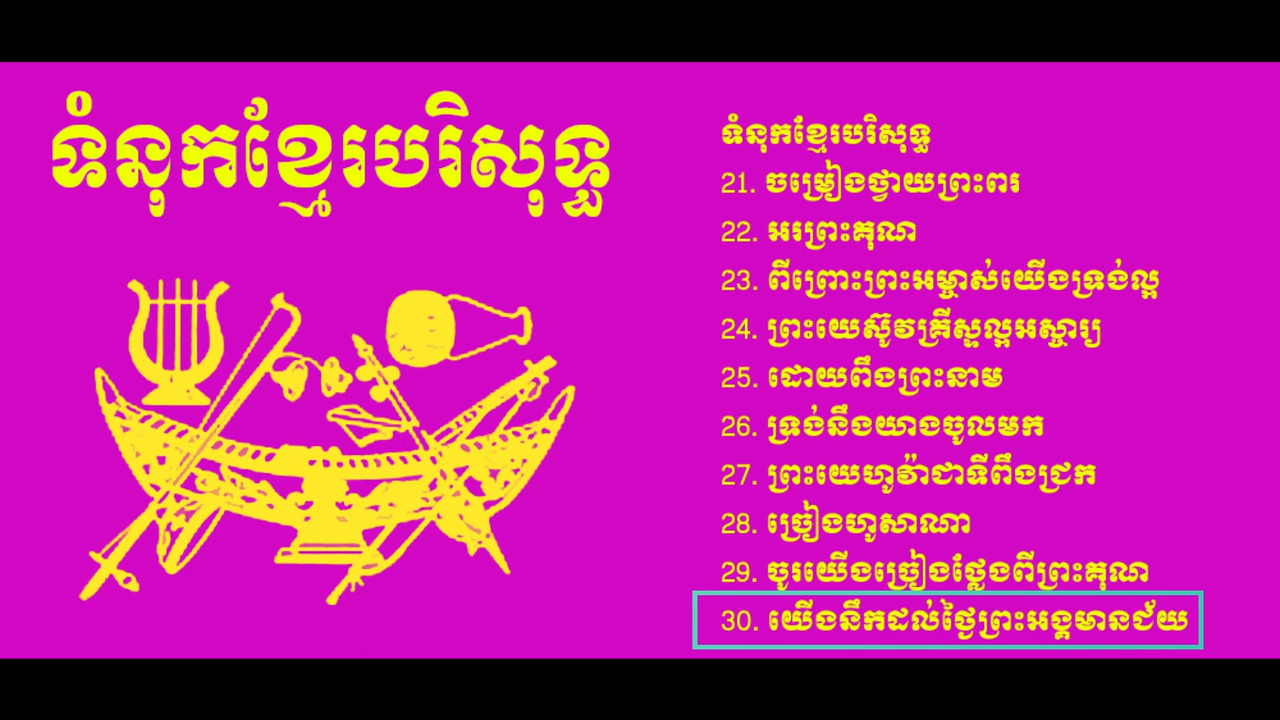 ទំនុកខ្មែរបរិសុទ្ធ
ទំនុកខ្មែរបរិសុទ្ធ
21. ចម្រៀងថ្វាយព្រះពរ
22. អរព្រះគុណ
23. ពីព្រោះព្រះអម្ចាស់យើងទ្រង់ល្អ
24. ព្រះយេស៊ូវគ្រីស្ទល្អអស្ចារ្យ
25. ដោយពឹងព្រះនាម
26. ទ្រង់នឹងយាងចូលមក
27. ព្រះយេហូវ៉ាជាទីពឹងជ្រក
28. ច្រៀងហូសាណា
29. ចូរយើងច្រៀងថ្លែងពីព្រះគុណ
30. យើងនឹកដល់ថ្ងៃព្រះអង្គមានជ័យ